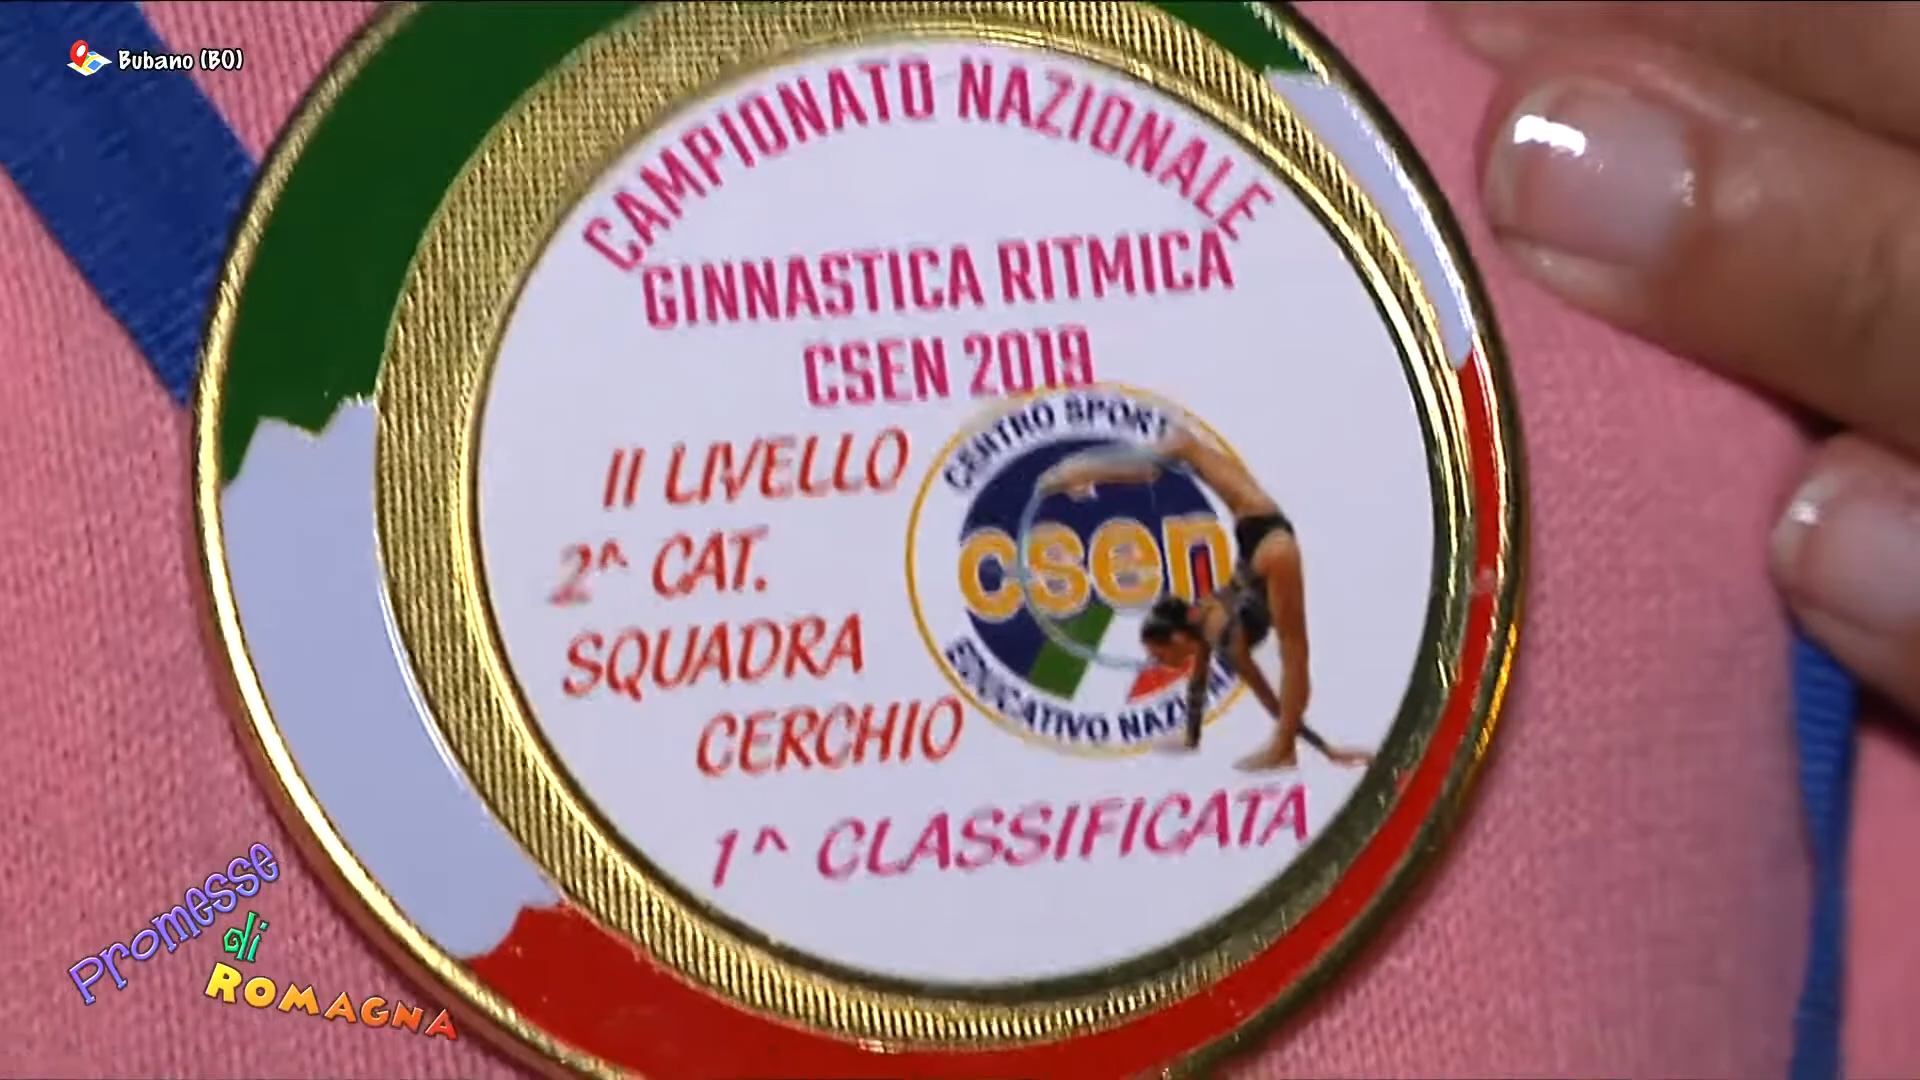 Bubano (BO)
CAMPIONATO NAZIONALE
GINNASTICA RITMICA
CSEN 2019
II LIVELLO
2^ CAT.
SQUADRA
CERCHIO
1^ CLASSIFICATA
CENTRO SPORT
csen
EDUCATIVO
Promesse
di
ROMAGNA